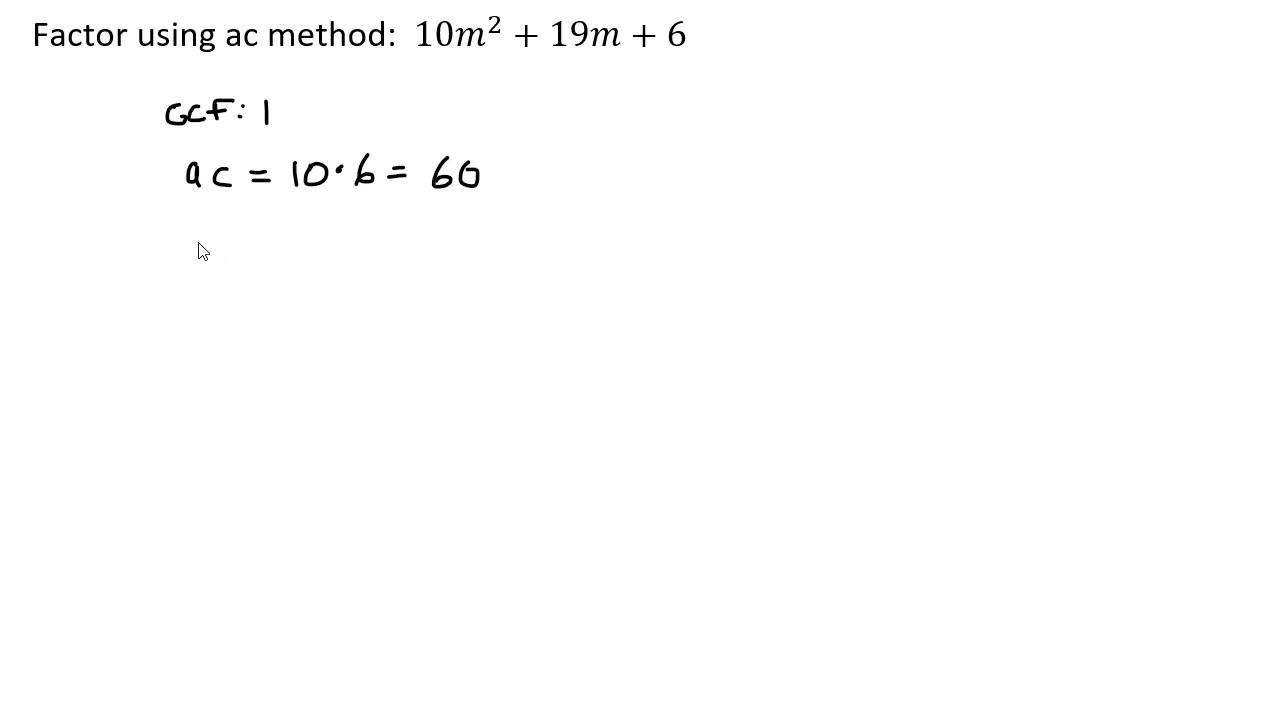 Factor using ac method: 10m² + 19m + 6
GCF: 1
ac = 10·6 = 60